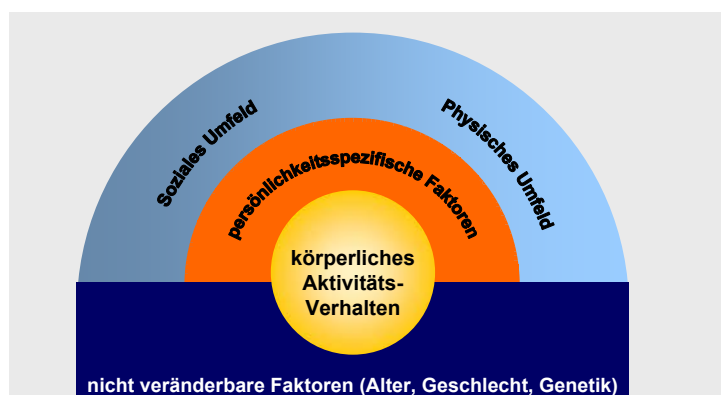 Soziales Umfeld
Physisches Umfeld
persönlichkeitsspezifische Faktoren
körperliches
Aktivitäts-
Verhalten
nicht veränderbare Faktoren (Alter, Geschlecht, Genetik)